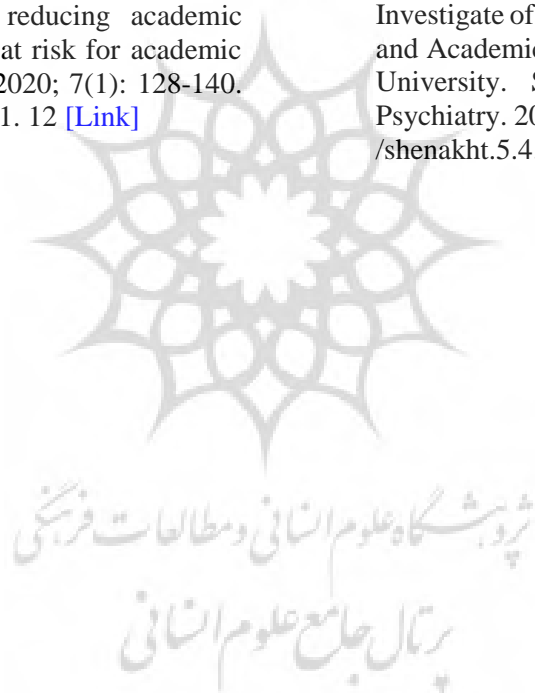 reducing academic
at risk for academic
2020; 7(1): 128-140.
1. 12 [Link]
Investigate of
and Academic
University. S
Psychiatry. 20
/shenakht.5.4
پژوهشگاه علوم انسانی و مطالعات فرهنگی
پرتال جامع علوم انسانی